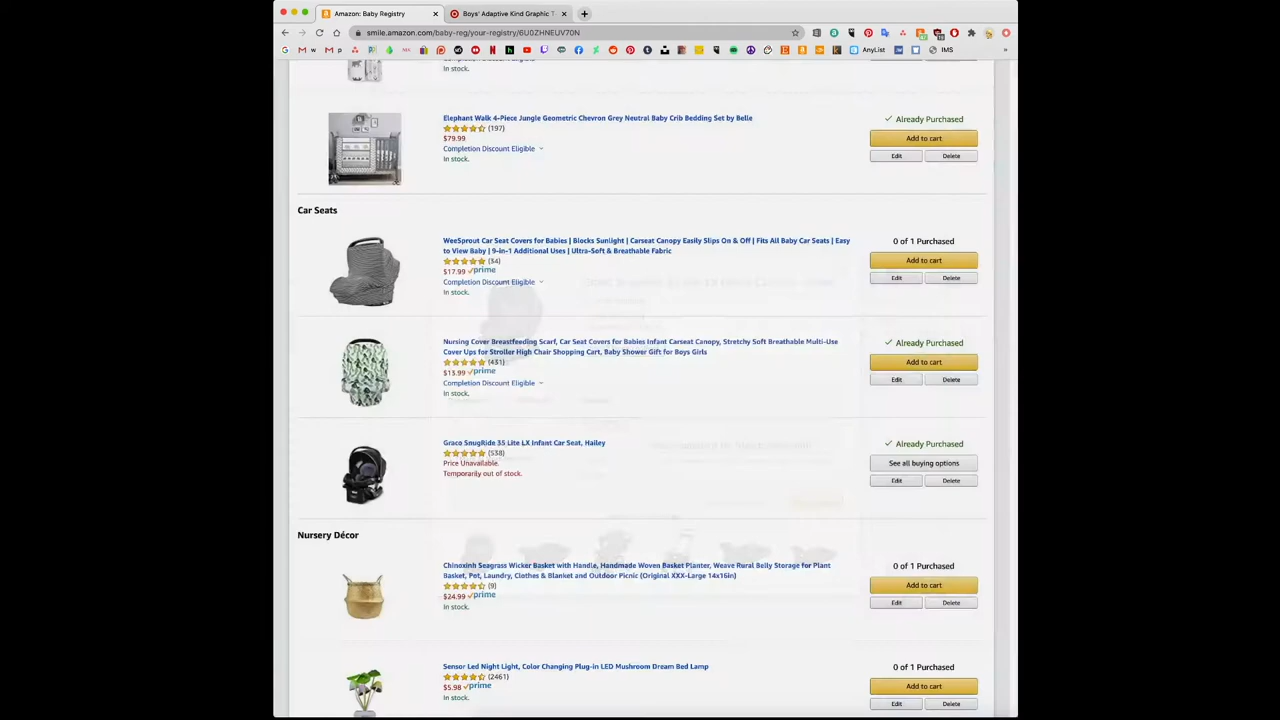 Amazon: Baby Registry
Boys' Adaptive Kind Graphic T
smile.amazon.com/baby-reg/your-registry/6U0ZHNEUV70N
M p
AnyList
IMS
In stock.
Elephant Walk 4-Piece Jungle Geometric Chevron Grey Neutral Baby Crib Bedding Set by Belle
(197)
$79.99
Completion Discount Eligible
In stock.
Already Purchased
Add to cart
Edit
Delete
Car Seats
WeeSprout Car Seat Covers for Babies | Blocks Sunlight | Carseat Canopy Easily Slips On & Off | Fits All Baby Car Seats | Easy
to View Baby | 9-in-1 Additional Uses | Ultra-Soft & Breathable Fabric
(34)
$17.99 prime
Completion Discount Eligible
In stock.
0 of 1 Purchased
Add to cart
Edit
Delete
Nursing Cover Breastfeeding Scarf, Car Seat Covers for Babies Infant Carseat Canopy, Stretchy Soft Breathable Multi-Use
Cover Ups for Stroller High Chair Shopping Cart, Baby Shower Gift for Boys Girls
(431)
$13.99 prime
Completion Discount Eligible
In stock.
Already Purchased
Add to cart
Edit
Delete
Graco SnugRide 35 Lite LX Infant Car Seat, Hailey
(538)
Price Unavailable.
Temporarily out of stock.
Already Purchased
See all buying options
Edit
Delete
Nursery Décor
Chinoxinh Seagrass Wicker Basket with Handle, Handmade Woven Basket Planter, Weave Rural Belly Storage for Plant
Basket, Pot, Laundry, Clothes & Blanket and Outdoor Picnic (Original XXX-Large 14x16in)
(9)
$24.99 prime
In stock.
0 of 1 Purchased
Add to cart
Edit
Delete
Sensor Led Night Light, Color Changing Plug-in LED Mushroom Dream Bed Lamp
(2461)
$5.98 prime
In stock.
0 of 1 Purchased
Add to cart
Edit
Delete